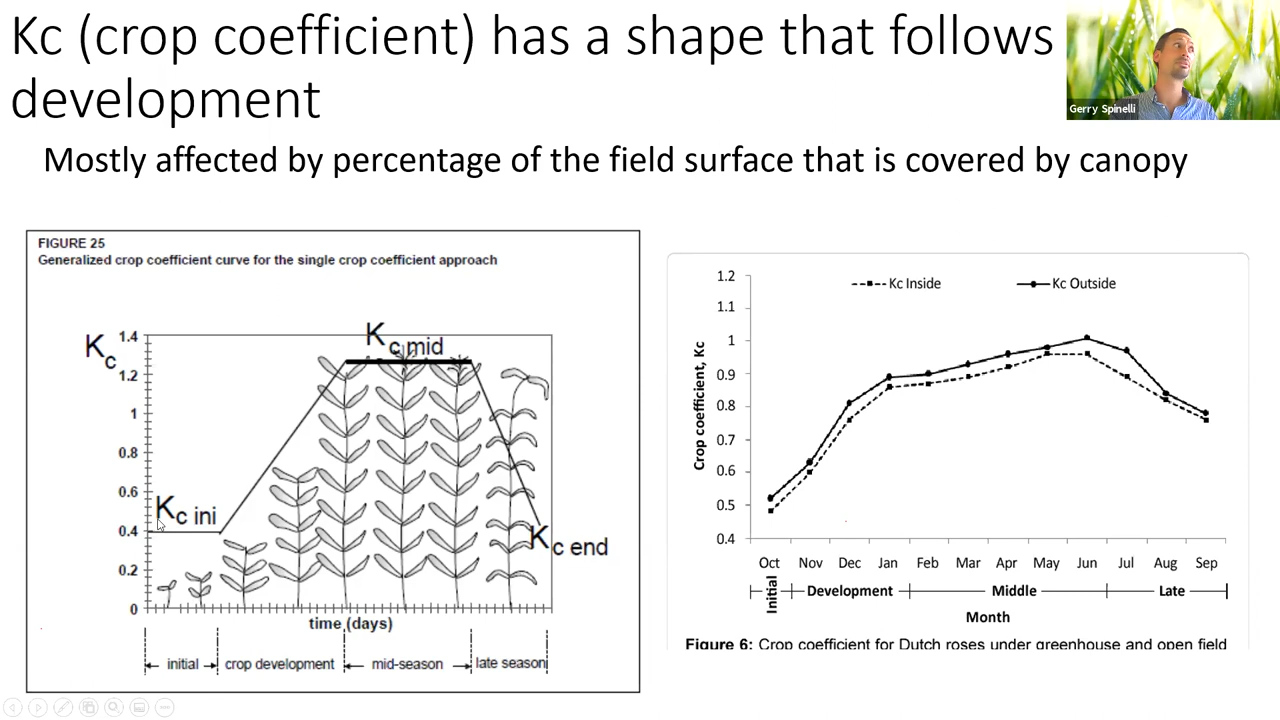 Kc (crop coefficient) has a shape that follows
development
Gerry Spinelli
Mostly affected by percentage of the field surface that is covered by canopy
FIGURE 25
Generalized crop coefficient curve for the single crop coefficient approach
Kc
1.4
1.2
1
0.8
0.6
0.4
0.2
0
Kc mid
Kc ini
Kc end
time (days)
initial crop development mid-season late season
Kc Inside Kc Outside
Crop coefficient, Kc
1.2
1.1
1
0.9
0.8
0.7
0.6
0.5
0.4
Oct Nov Dec Jan Feb Mar Apr May Jun Jul Aug Sep
Initial Development Middle Late
Month
Figure 6: Crop coefficient for Dutch roses under greenhouse and open field